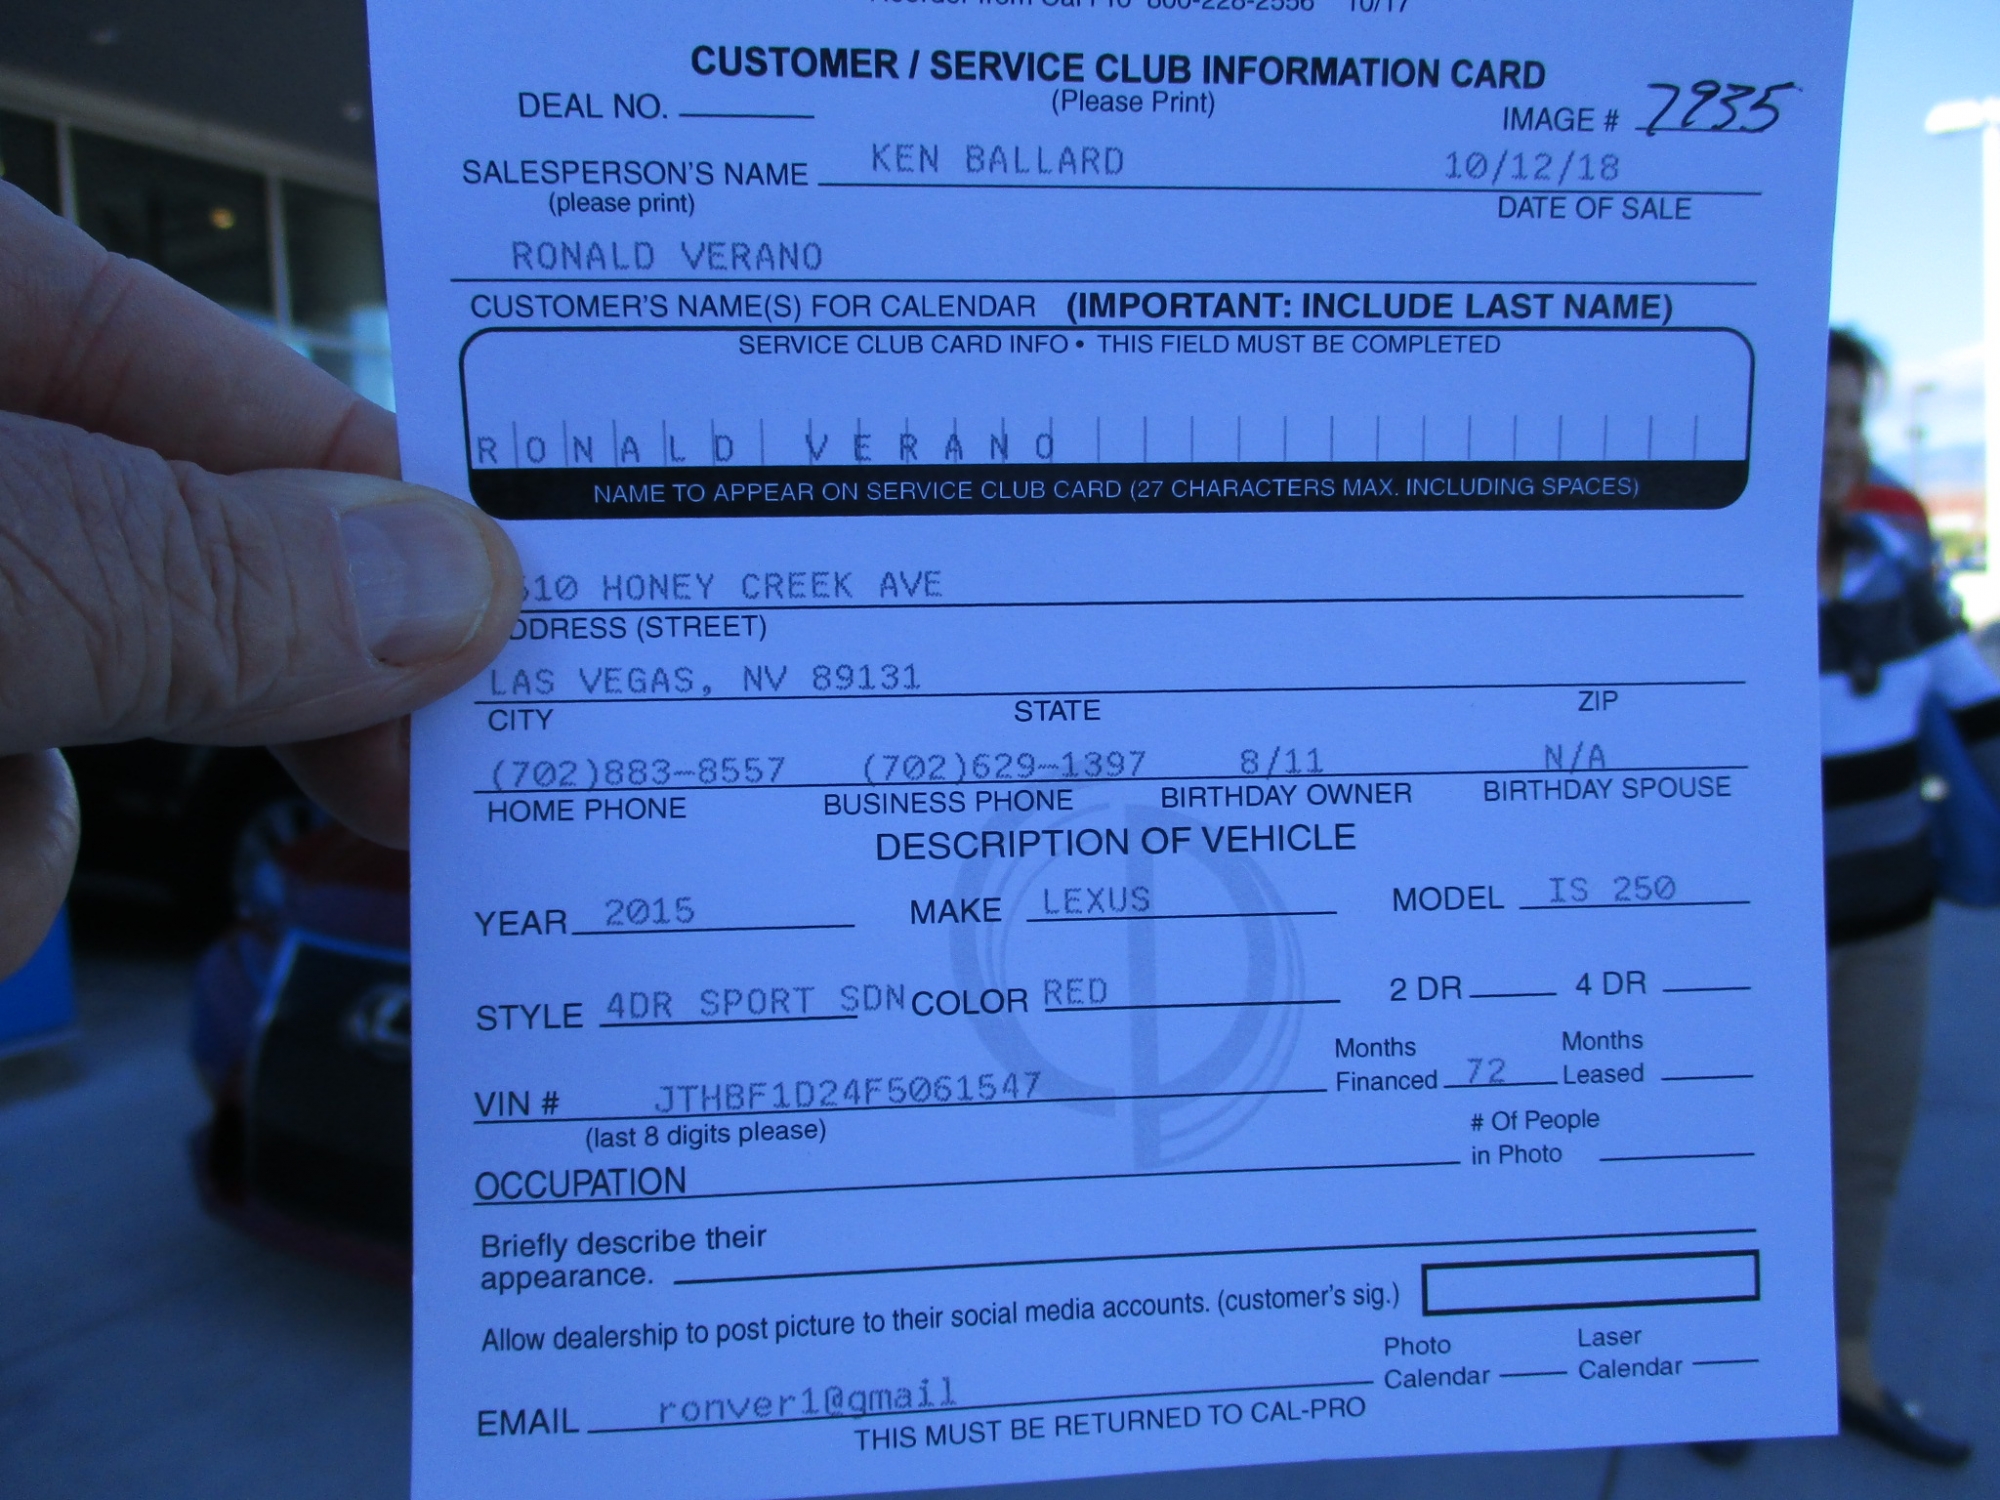 CUSTOMER / SERVICE CLUB INFORMATION CARD
DEAL NO. (Please Print) IMAGE # 7935
SALESPERSON'S NAME KEN BALLARD 10/12/18
(please print) DATE OF SALE
RONALD VERANO
CUSTOMER'S NAME(S) FOR CALENDAR (IMPORTANT: INCLUDE LAST NAME)
SERVICE CLUB CARD INFO • THIS FIELD MUST BE COMPLETED
RONALD VERANO
NAME TO APPEAR ON SERVICE CLUB CARD (27 CHARACTERS MAX. INCLUDING SPACES)
HONEY CREEK AVE
(STREET)
LAS VEGAS, NV 89131
CITY STATE ZIP
(702)883-8557 (702)629-1397 8/11 N/A
HOME PHONE BUSINESS PHONE BIRTHDAY OWNER BIRTHDAY SPOUSE
DESCRIPTION OF VEHICLE
YEAR 2015 MAKE LEXUS MODEL IS 250
STYLE 4DR SPORT SDN COLOR RED 2 DR 4 DR
Months Months
VIN # JTHBF1D24F5061547 Financed 72 Leased
(last 8 digits please) # Of People
OCCUPATION in Photo
Briefly describe their
appearance.
Allow dealership to post picture to their social media accounts. (customer's sig.)
Photo Laser
Calendar Calendar
EMAIL ronver1@gmail
THIS MUST BE RETURNED TO CAL-PRO